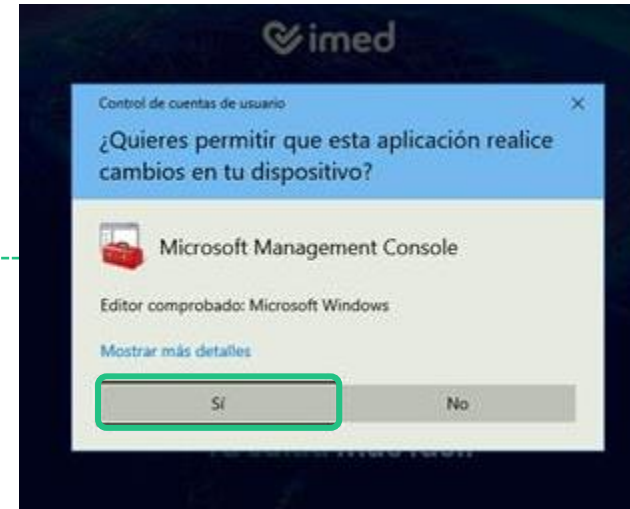 imed
Control de cuentas de usuario
¿Quieres permitir que esta aplicación realice
cambios en tu dispositivo?
Microsoft Management Console
Editor comprobado: Microsoft Windows
Mostrar más detalles
Sí No